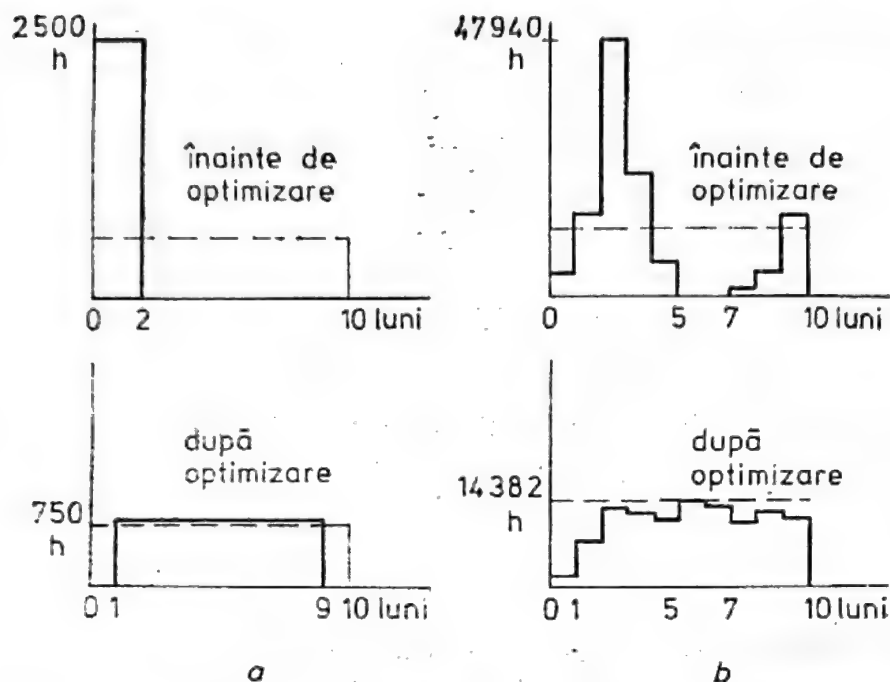 2500
h
înainte de
optimizare
0 2 10 luni
47940
h
înainte de
optimizare
0 5 7 10 luni
după
optimizare
750
h
0 1 9 10 luni
a
după
optimizare
14382
h
0 1 5 7 10 luni
b